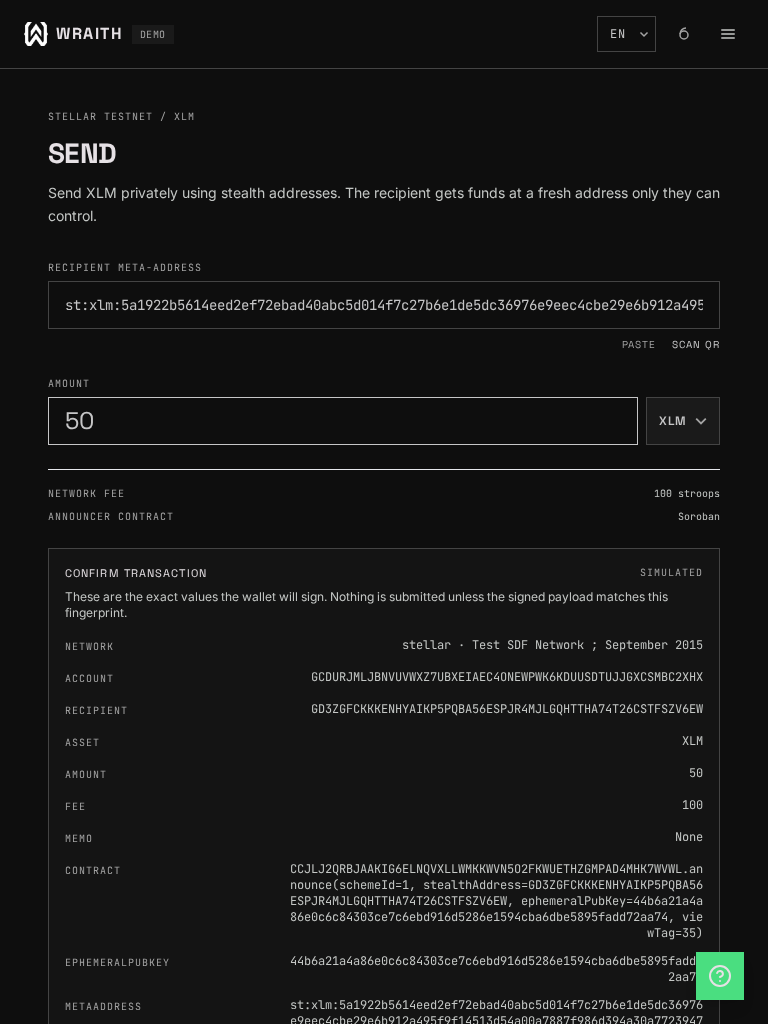 WRAITH DEMO EN
STELLAR TESTNET / XLM
SEND
Send XLM privately using stealth addresses. The recipient gets funds at a fresh address only they can
control.
RECIPIENT META-ADDRESS
st:xlm:5a1922b5614eed2ef72ebad40abc5d014f7c27b6e1de5dc36976e9eec4cbe29e6b912a495
PASTE SCAN QR
AMOUNT
50 XLM
NETWORK FEE 100 stroops
ANNOUNCER CONTRACT Soroban
CONFIRM TRANSACTION SIMULATED
These are the exact values the wallet will sign. Nothing is submitted unless the signed payload matches this
fingerprint.
NETWORK stellar · Test SDF Network ; September 2015
ACCOUNT GCDURJMLJBNVUVWXZ7UBXEIAEC4ONEWPWK6KDUUSDTUJJGXCSMBC2XHX
RECIPIENT GD3ZGFCKKKENHYAIKP5PQBA56ESPJR4MJLGQHTTHA74T26CSTFSZV6EW
ASSET XLM
AMOUNT 50
FEE 100
MEMO None
CONTRACT CCJLJ2QRBJAAKIG6ELNQVXLLWMKKWVN5O2FKWUETHZGMPAD4MHK7WVWL.an
nounce(schemeId=1, stealthAddress=GD3ZGFCKKKENHYAIKP5PQBA56
ESPJR4MJLGQHTTHA74T26CSTFSZV6EW, ephemeralPubKey=44b6a21a4a
86e0c6c84303ce7c6ebd916d5286e1594cba6dbe5895fadd72aa74, vie
wTag=35)
EPHEMERALPUBKEY 44b6a21a4a86e0c6c84303ce7c6ebd916d5286e1594cba6dbe5895fadd
2aa7
METAADDRESS st:xlm:5a1922b5614eed2ef72ebad40abc5d014f7c27b6e1de5dc36976
e9eec4cbe29e6b912a495f9f14513d54a00a7887f986d394a30a7723947